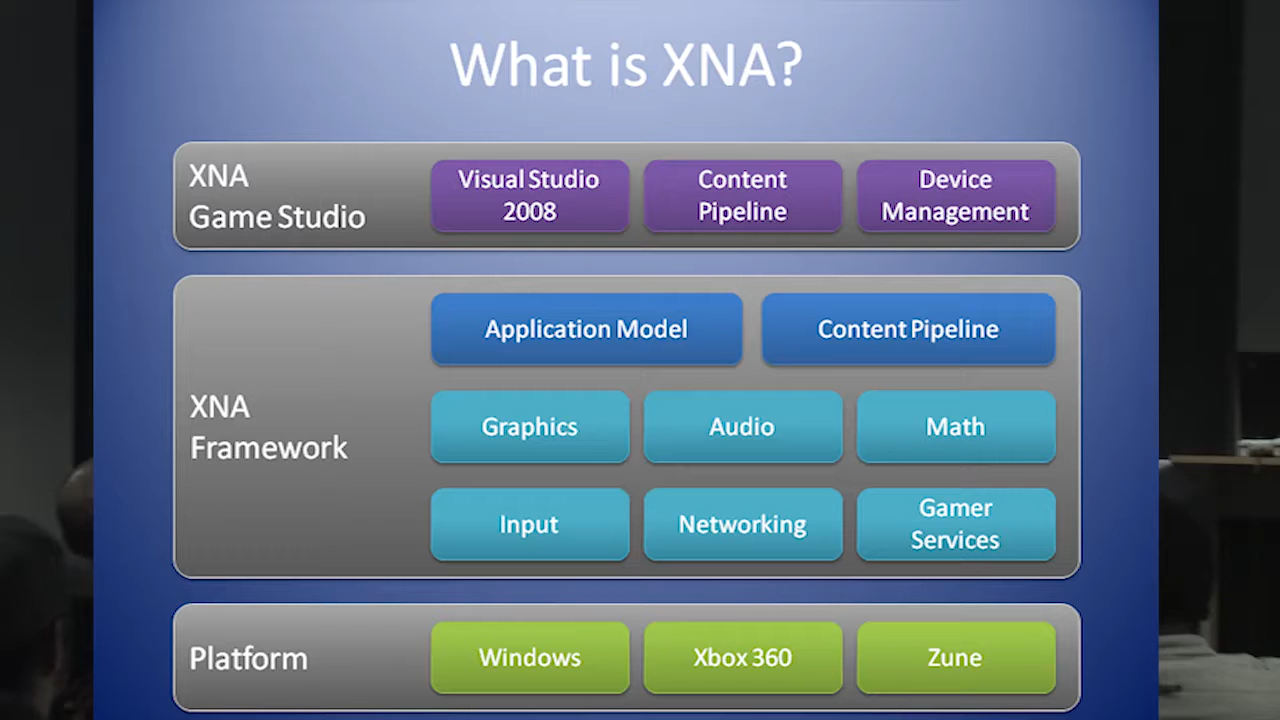 What is XNA?
XNA
Game Studio
Visual Studio
2008
Content
Pipeline
Device
Management
XNA
Framework
Application Model
Content Pipeline
Graphics
Audio
Math
Input
Networking
Gamer
Services
Platform
Windows
Xbox 360
Zune